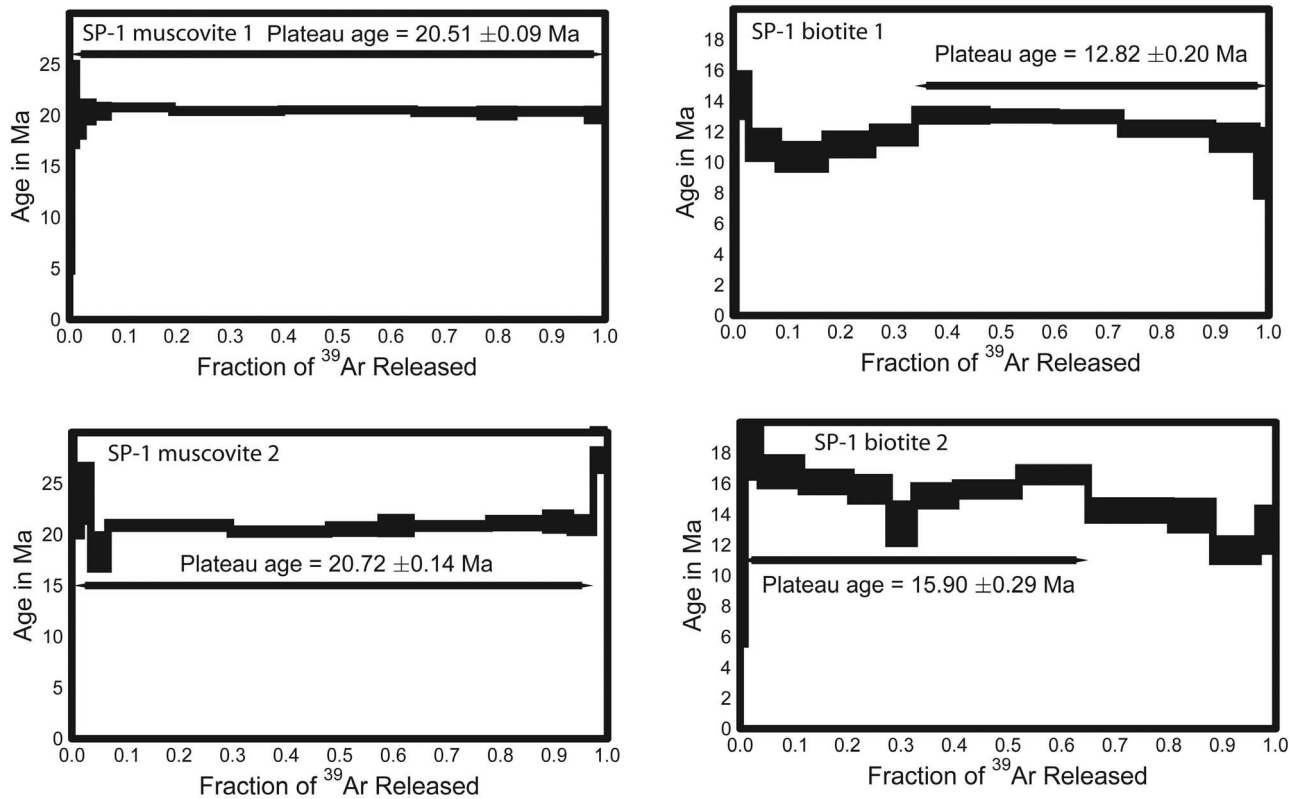 SP-1 muscovite 1 Plateau age = 20.51 ±0.09 Ma
Age in Ma
25
20
15
10
5
0
0.0 0.1 0.2 0.3 0.4 0.5 0.6 0.7 0.8 0.9 1.0
Fraction of ³⁹Ar Released
SP-1 biotite 1
Plateau age = 12.82 ±0.20 Ma
Age in Ma
18
16
14
12
10
8
6
4
2
0
0.0 0.1 0.2 0.3 0.4 0.5 0.6 0.7 0.8 0.9 1.0
Fraction of ³⁹Ar Released
SP-1 muscovite 2
Plateau age = 20.72 ±0.14 Ma
Age in Ma
25
20
15
10
5
0
0.0 0.1 0.2 0.3 0.4 0.5 0.6 0.7 0.8 0.9 1.0
Fraction of ³⁹Ar Released
SP-1 biotite 2
Plateau age = 15.90 ±0.29 Ma
Age in Ma
18
16
14
12
10
8
6
4
2
0
0.0 0.1 0.2 0.3 0.4 0.5 0.6 0.7 0.8 0.9 1.0
Fraction of ³⁹Ar Released